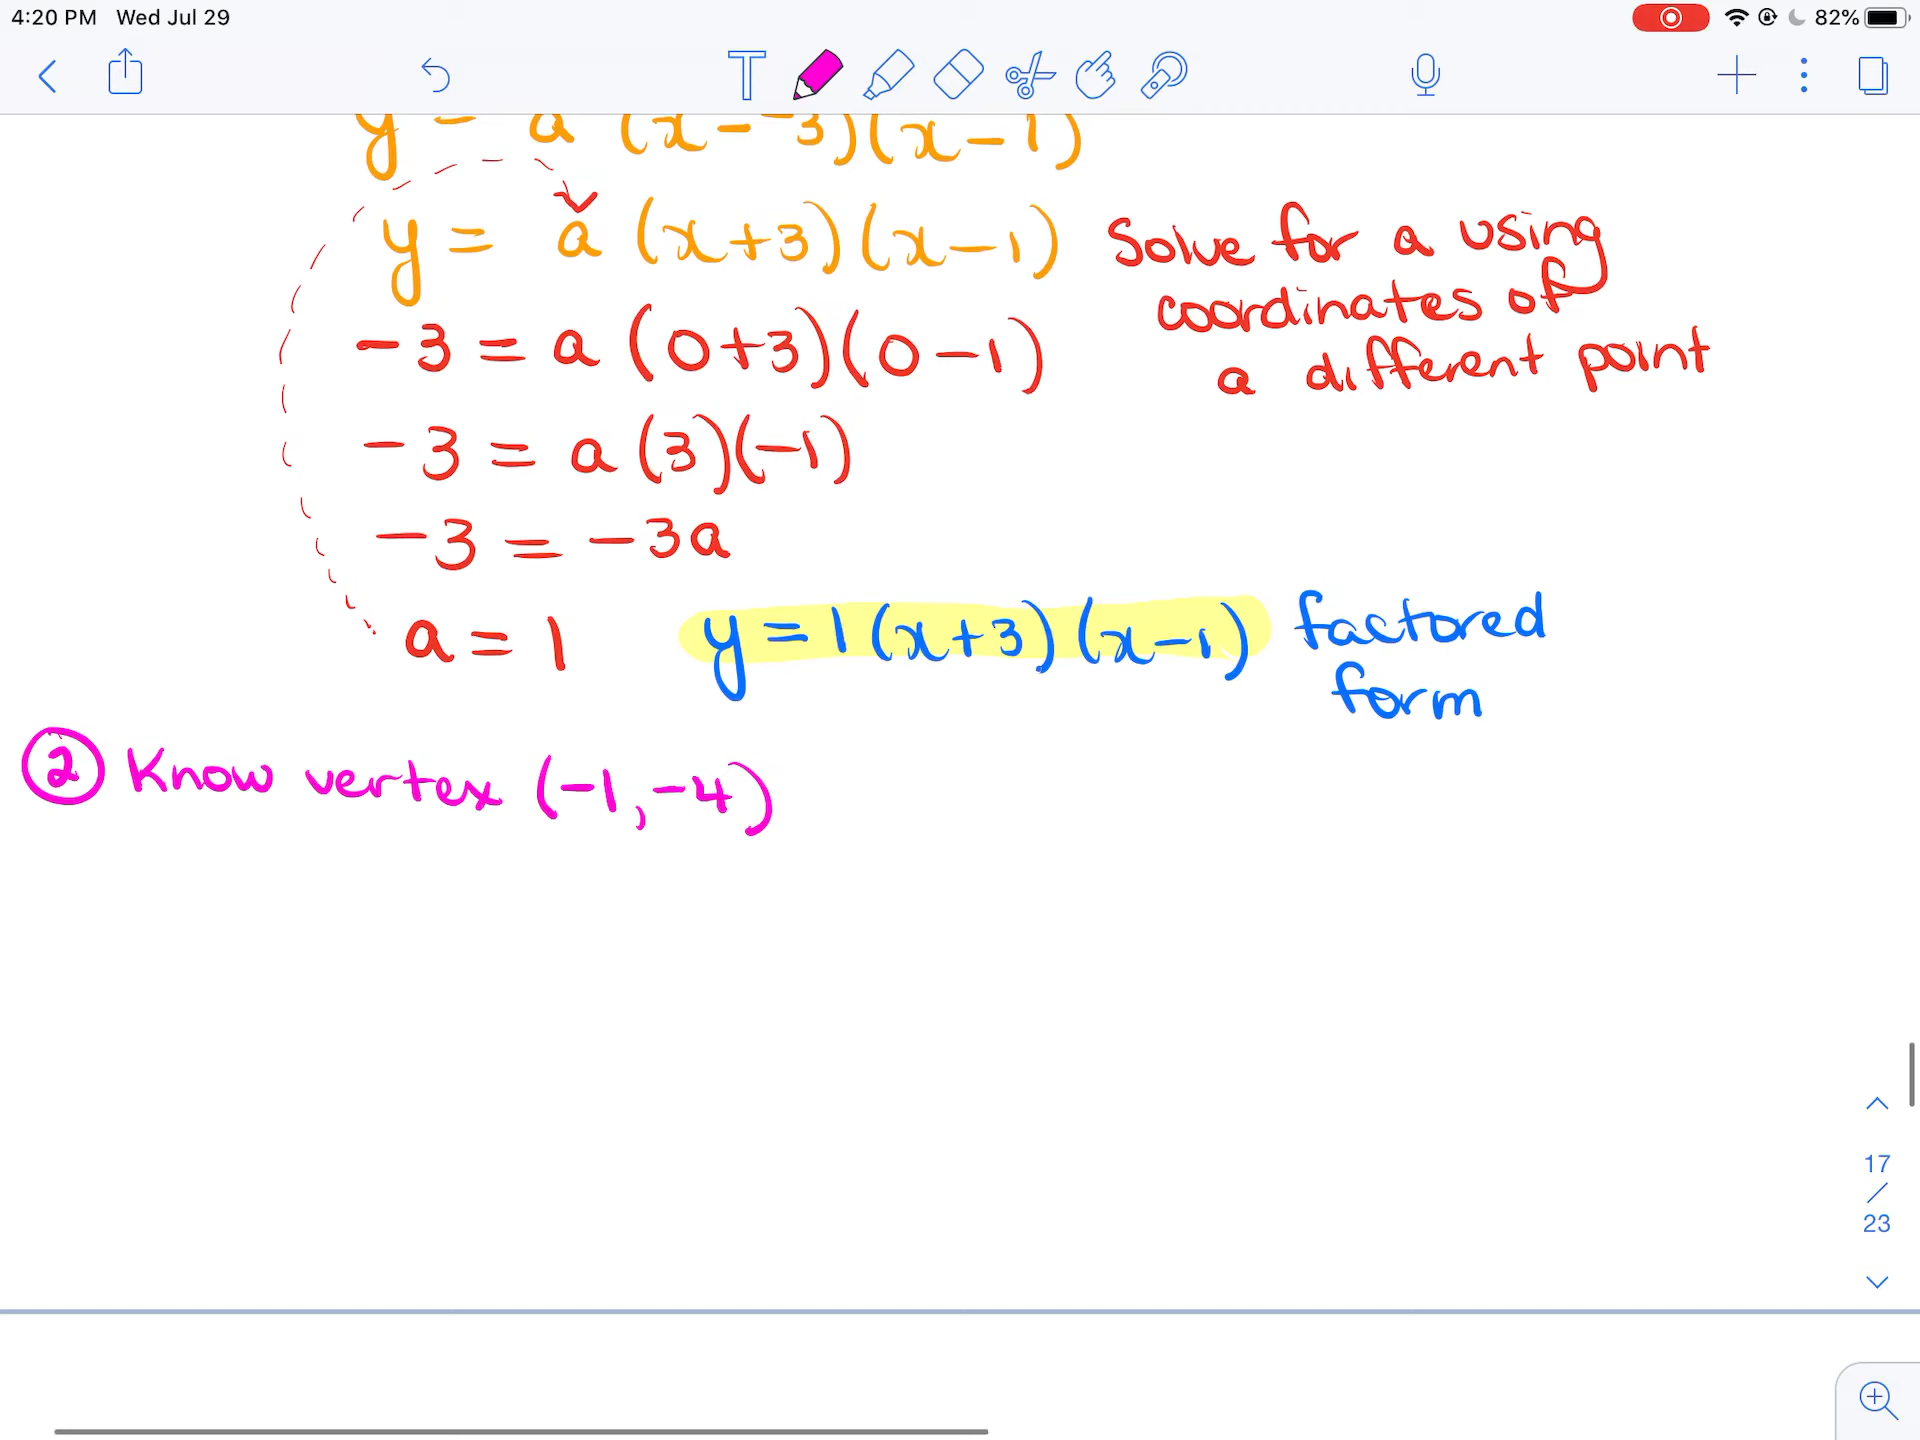 4:20 PM Wed Jul 29
82%
T
y = a (x - -3)(x-1)
y = a (x+3)(x-1) Solve for a using
coordinates of
-3 = a (0+3)(0-1)
a different point
-3 = a (3)(-1)
-3 = -3a
a = 1 y = 1(x+3)(x-1) factored
form
② Know vertex (-1, -4)
17
/
23